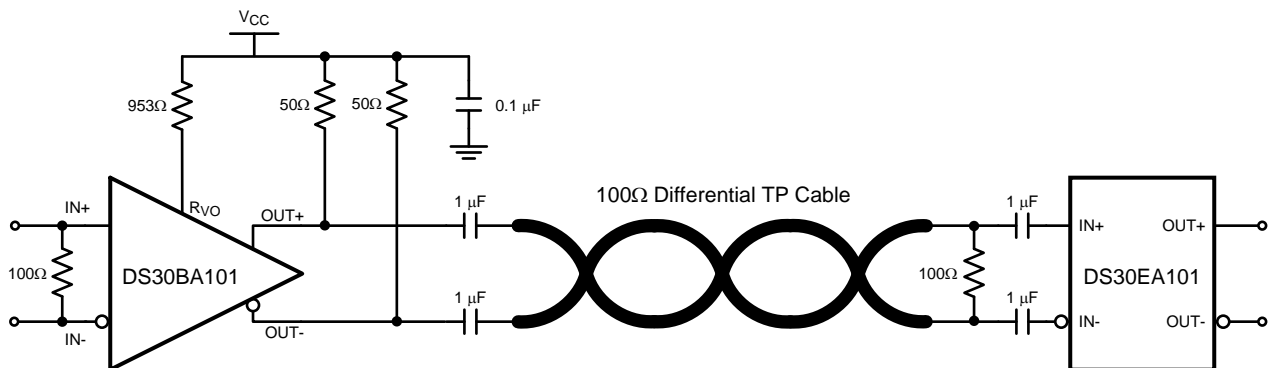 VCC
953Ω
50Ω
50Ω
0.1 µF
100Ω Differential TP Cable
IN+
RVO
OUT+
1 µF
1 µF
IN+
OUT+
100Ω
DS30BA101
100Ω
DS30EA101
IN-
OUT-
1 µF
1 µF
IN-
OUT-